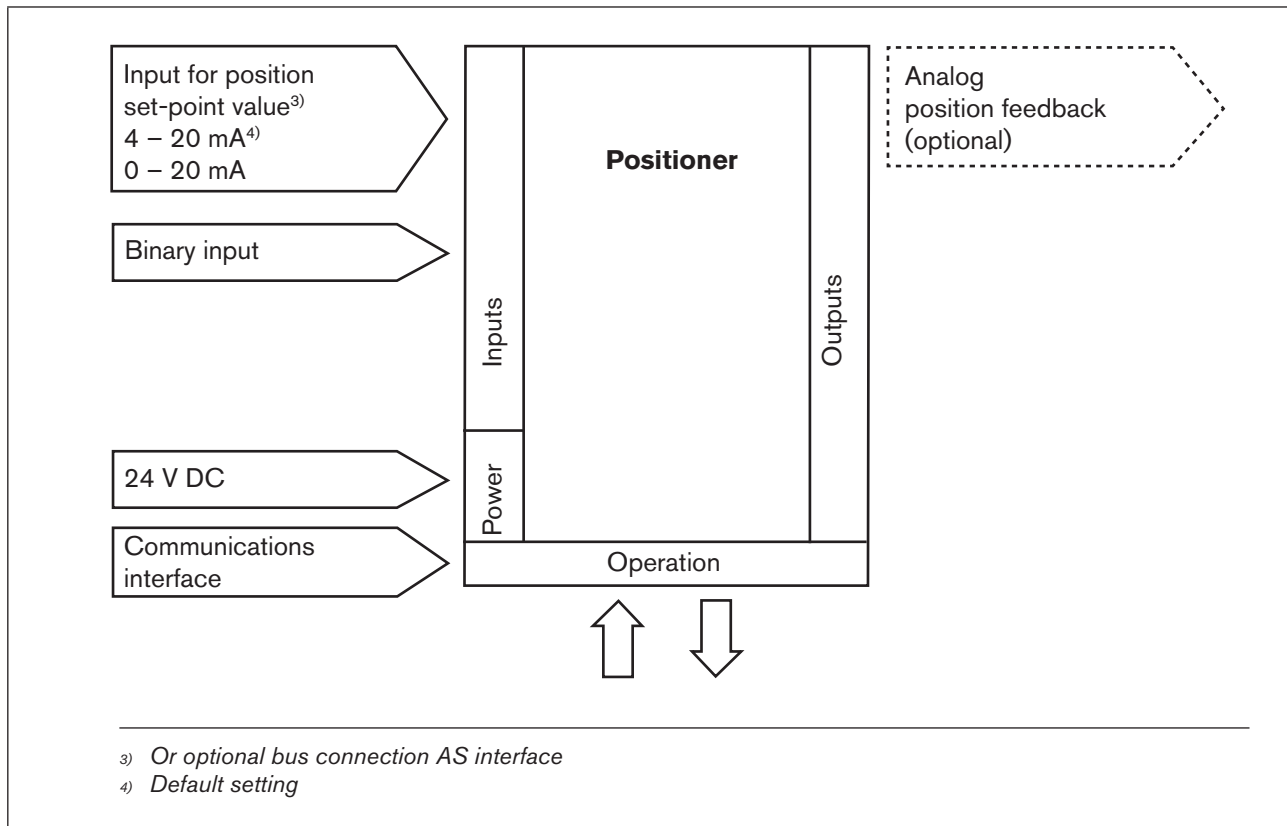 Input for position
set-point value3)
4 – 20 mA4)
0 – 20 mA
Binary input
24 V DC
Communications
interface
Inputs
Power
Positioner
Operation
Outputs
Analog
position feedback
(optional)
3) Or optional bus connection AS interface
4) Default setting